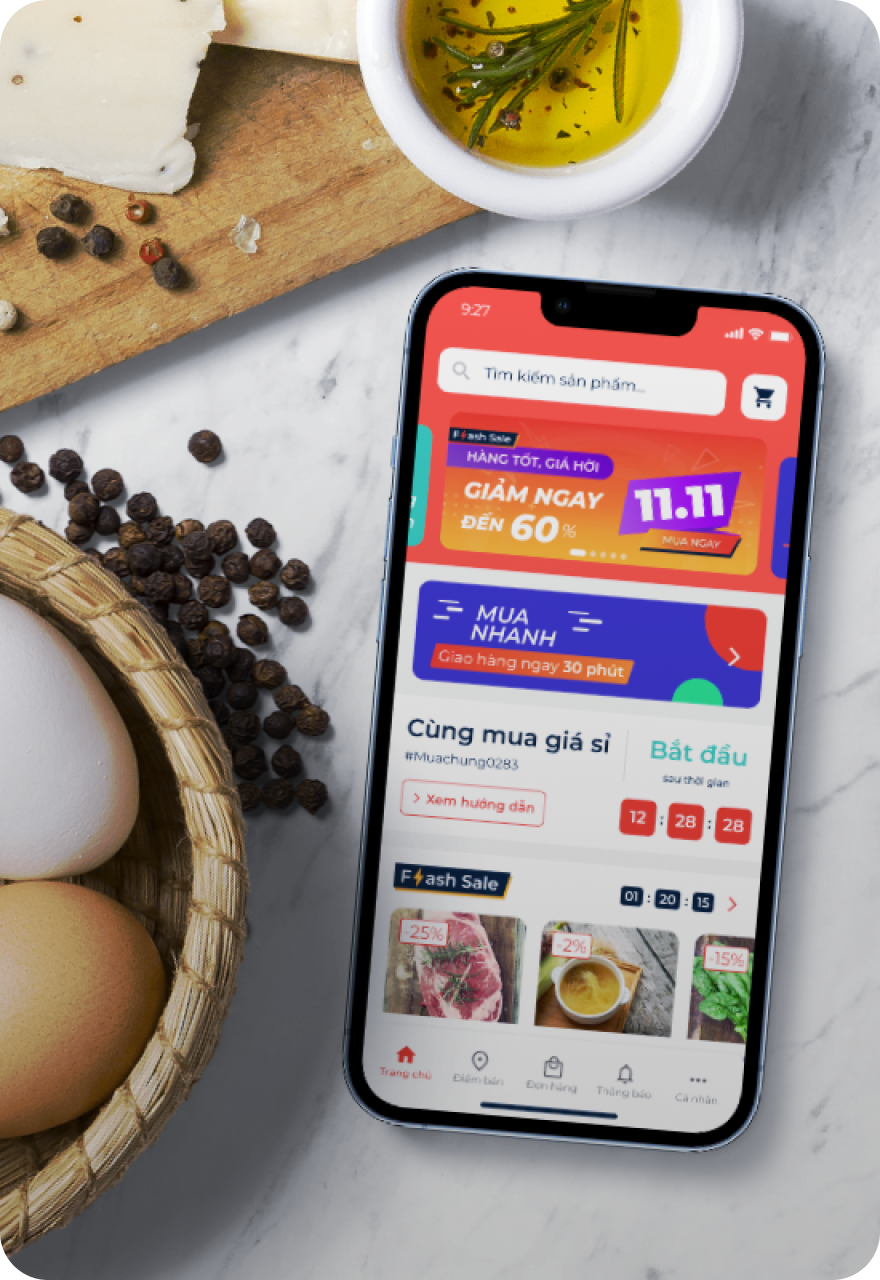 9:27
Tìm kiếm sản phẩm...
Flash Sale
HÀNG TỐT, GIÁ HỜI
GIẢM NGAY
ĐẾN 60%
11.11
MUA NGAY
MUA
NHANH
Giao hàng ngay 30 phút
Cùng mua giá sỉ
#Muachung0283
Xem hướng dẫn
Bắt đầu
sau thời gian
12 : 28 : 28
Flash Sale
01 : 20 : 15
-25%
-2%
-15%
Trang chủ
Điểm bán
Đơn hàng
Thông báo
Cá nhân